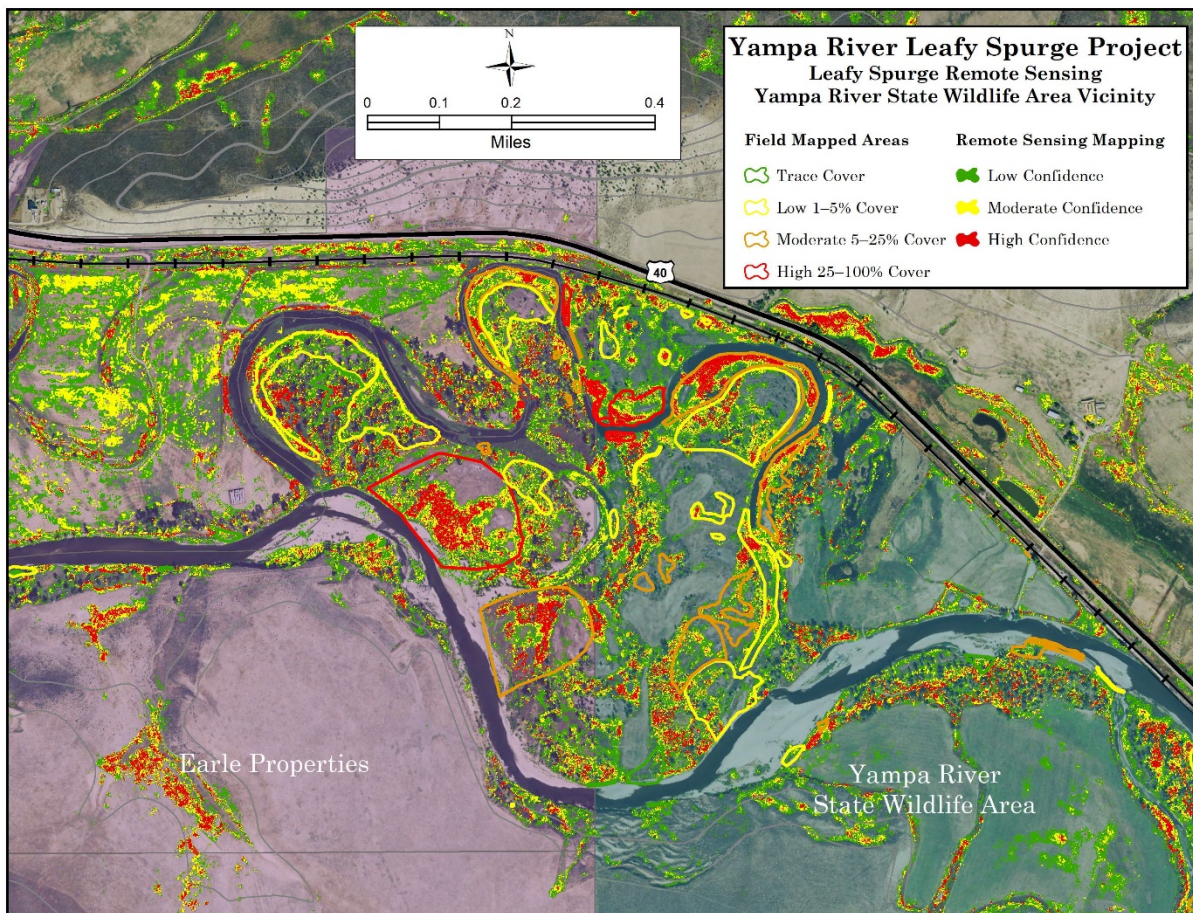 N
0 0.1 0.2 0.4
Miles
Yampa River Leafy Spurge Project
Leafy Spurge Remote Sensing
Yampa River State Wildlife Area Vicinity
Field Mapped Areas
Trace Cover
Low 1–5% Cover
Moderate 5–25% Cover
High 25–100% Cover
Remote Sensing Mapping
Low Confidence
Moderate Confidence
High Confidence
40
Earle Properties
Yampa River
State Wildlife Area